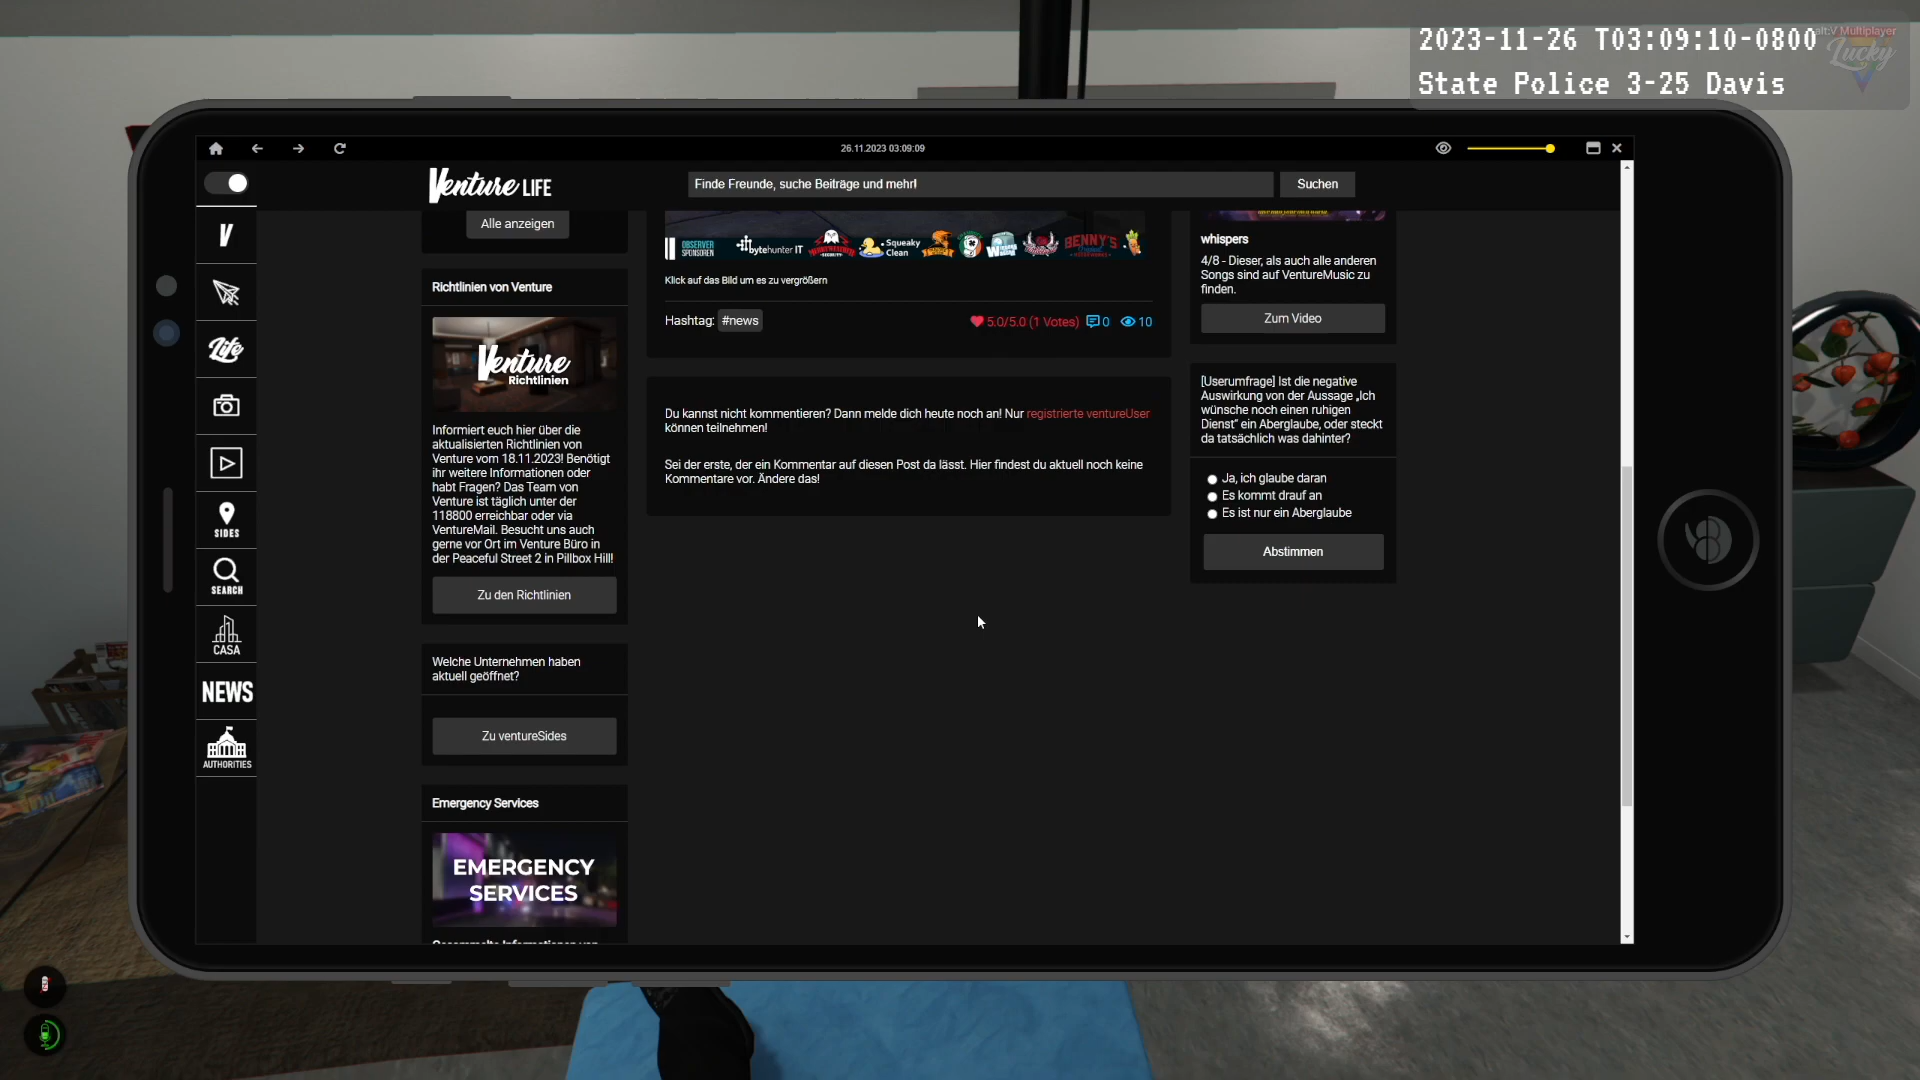 2023-11-26 T03:09:10-0800
alt:V Multiplayer
Lucky
State Police 3-25 Davis
26.11.2023 03:09:09
Venture LIFE
Finde Freunde, suche Beiträge und mehr!
Suchen
V
Life
SIDES
SEARCH
CASA
NEWS
AUTHORITIES
Alle anzeigen
Richtlinien von Venture
Venture
Richtlinien
Informiert euch hier über die
aktualisierten Richtlinien von
Venture vom 18.11.2023! Benötigt
ihr weitere Informationen oder
habt Fragen? Das Team von
Venture ist täglich unter der
118800 erreichbar oder via
VentureMail. Besucht uns auch
gerne vor Ort im Venture Büro in
der Peaceful Street 2 in Pillbox Hill!
Zu den Richtlinien
Welche Unternehmen haben
aktuell geöffnet?
Zu ventureSides
Emergency Services
EMERGENCY
SERVICES
OBSERVER
SPONSOREN
bytehunter IT
Squeaky
Clean
BENNY'S
Klick auf das Bild um es zu vergrößern
Hashtag: #news
5.0/5.0 (1 Votes) 0 10
Du kannst nicht kommentieren? Dann melde dich heute noch an! Nur registrierte ventureUser
können teilnehmen!
Sei der erste, der ein Kommentar auf diesen Post da lässt. Hier findest du aktuell noch keine
Kommentare vor. Ändere das!
whispers
4/8 - Dieser, als auch alle anderen
Songs sind auf VentureMusic zu
finden.
Zum Video
[Userumfrage] Ist die negative
Auswirkung von der Aussage „Ich
wünsche noch einen ruhigen
Dienst" ein Aberglaube, oder steckt
da tatsächlich was dahinter?
Ja, ich glaube daran
Es kommt drauf an
Es ist nur ein Aberglaube
Abstimmen